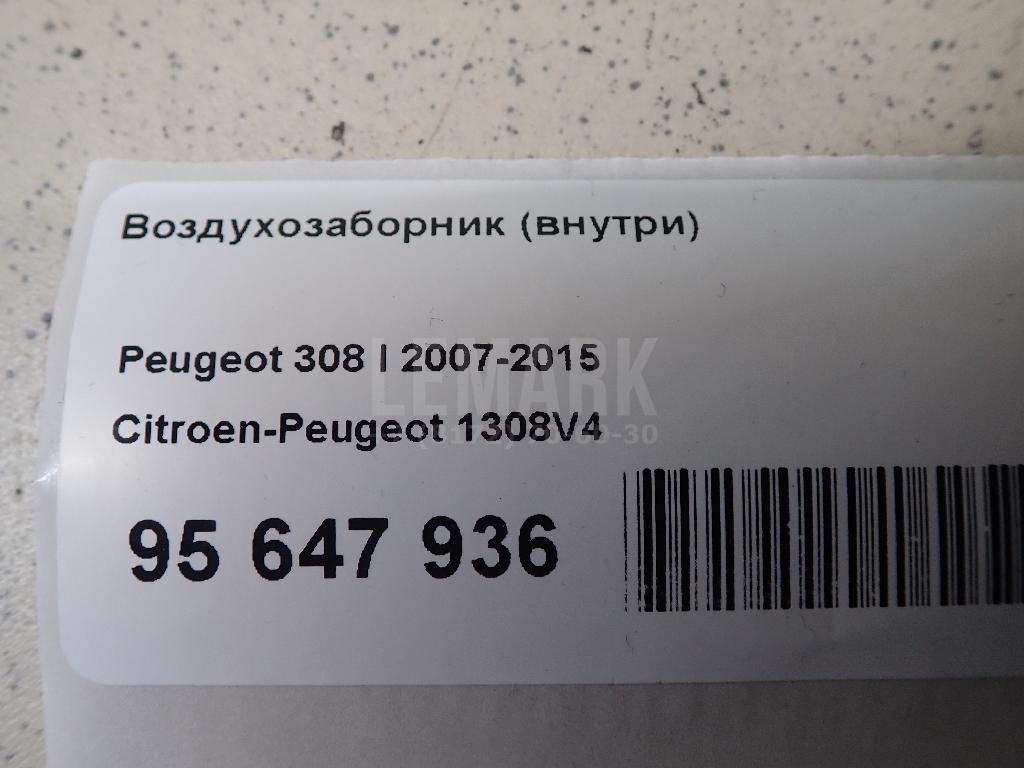 Воздухозаборник (внутри)
Peugeot 308 I 2007-2015
LEMARK
Citroen-Peugeot 1308V4
95 647 936